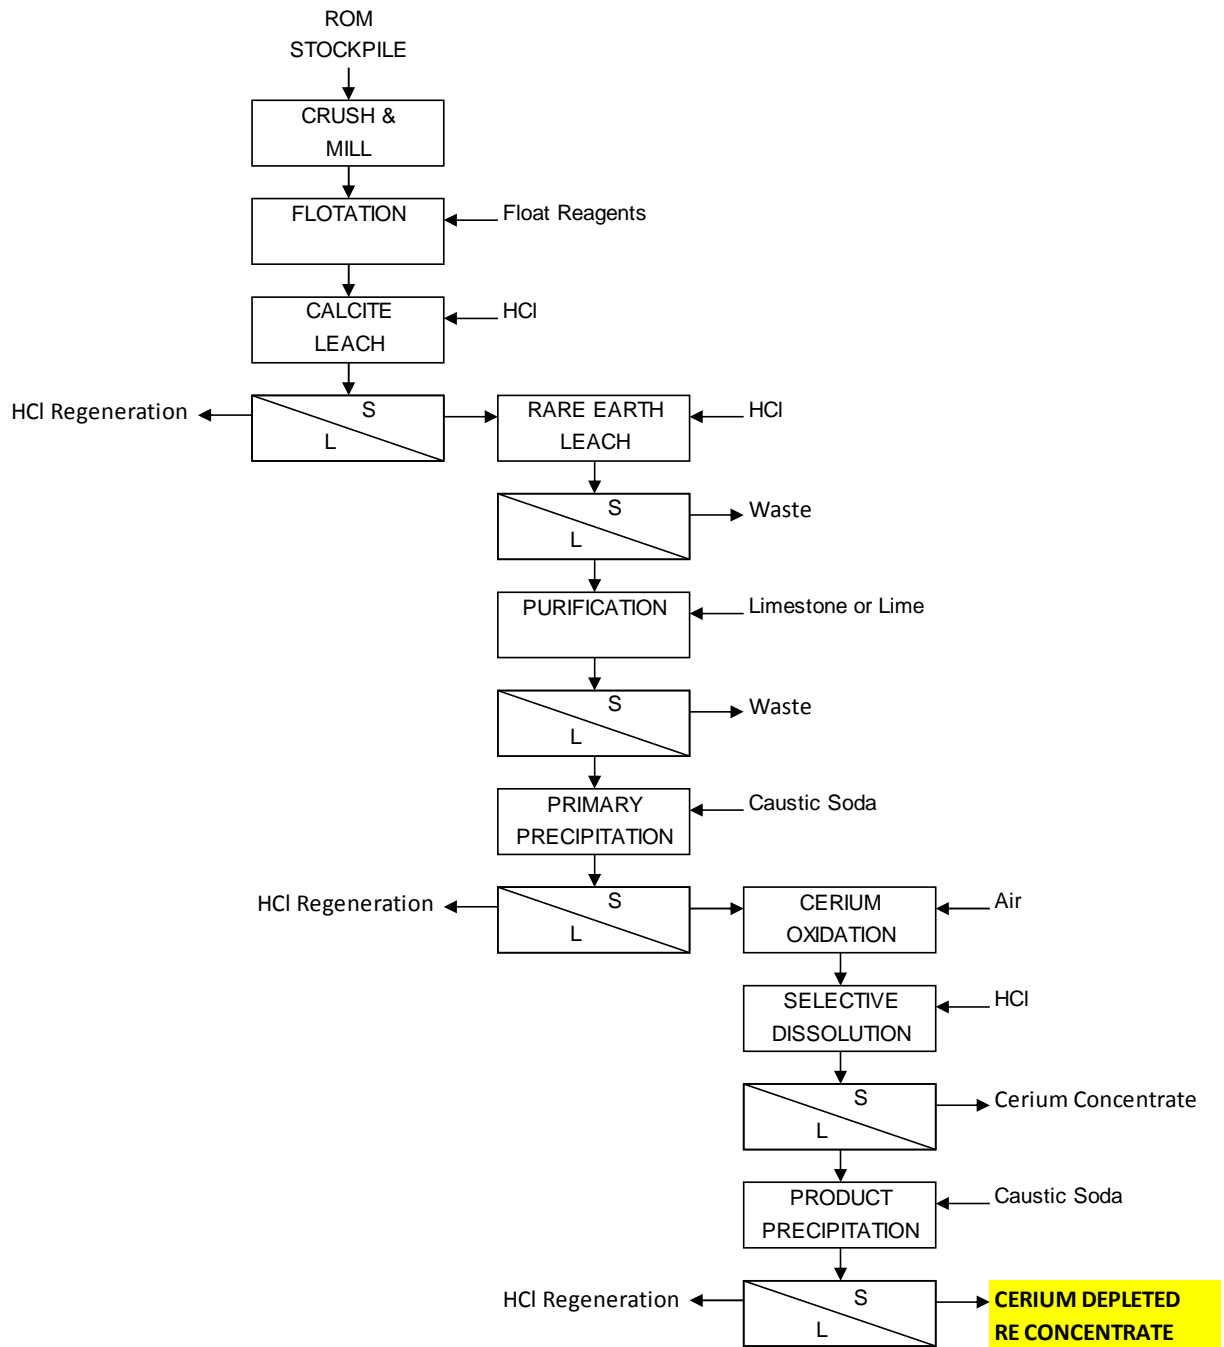 ROM
STOCKPILE
CRUSH &
MILL
FLOTATION
Float Reagents
CALCITE
LEACH
HCl
HCl Regeneration
S
L
RARE EARTH
LEACH
HCl
S
L
Waste
PURIFICATION
Limestone or Lime
S
L
Waste
PRIMARY
PRECIPITATION
Caustic Soda
HCl Regeneration
S
L
CERIUM
OXIDATION
Air
SELECTIVE
DISSOLUTION
HCl
S
L
Cerium Concentrate
PRODUCT
PRECIPITATION
Caustic Soda
HCl Regeneration
S
L
CERIUM DEPLETED
RE CONCENTRATE